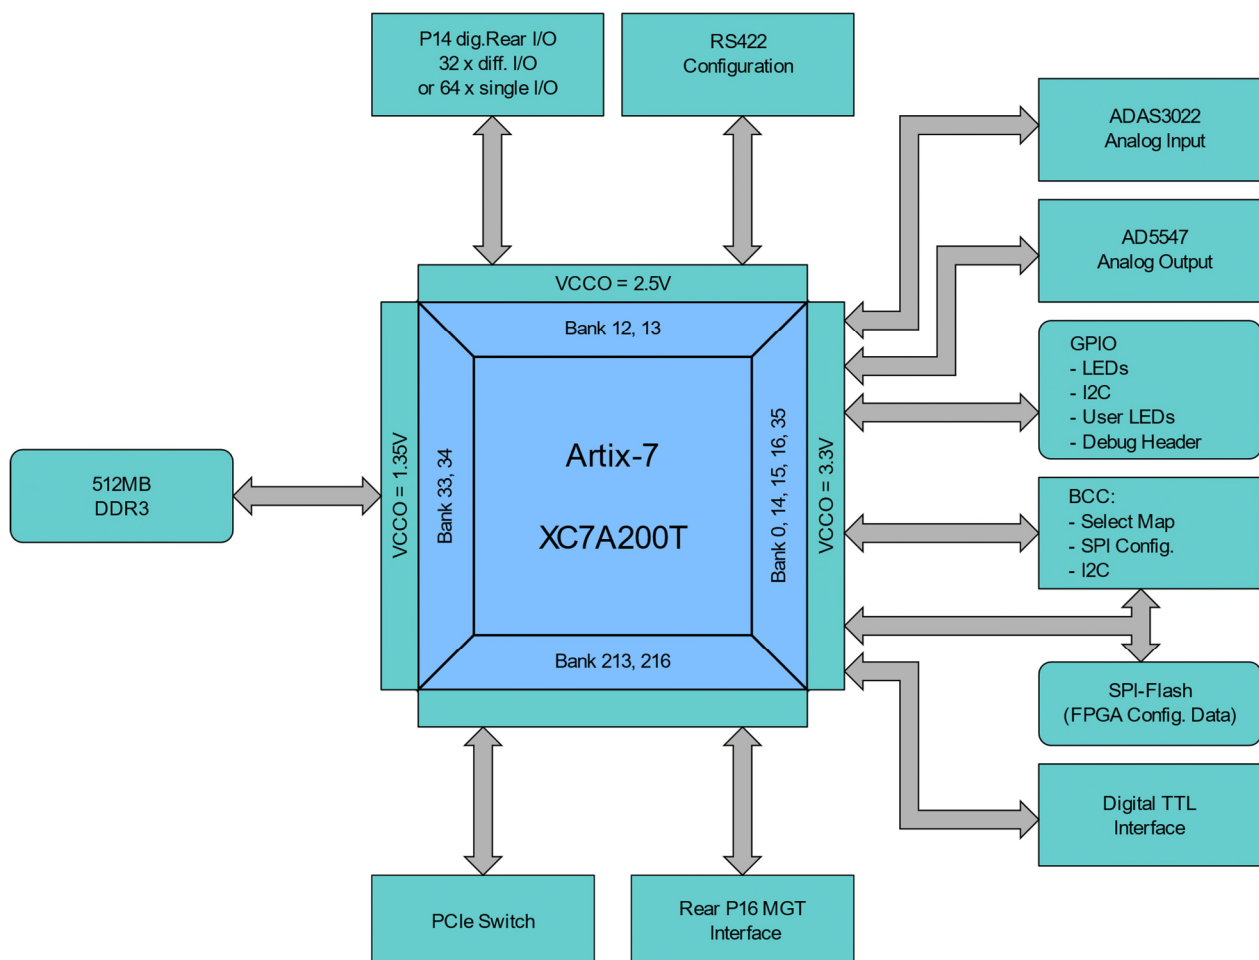 P14 dig.Rear I/O
32 x diff. I/O
or 64 x single I/O
RS422
Configuration
ADAS3022
Analog Input
AD5547
Analog Output
GPIO
- LEDs
- I2C
- User LEDs
- Debug Header
BCC:
- Select Map
- SPI Config.
- I2C
SPI-Flash
(FPGA Config. Data)
Digital TTL
Interface
VCCO = 2.5V
Bank 12, 13
512MB
DDR3
VCCO = 1.35V
Bank 33, 34
Artix-7
XC7A200T
Bank 0, 14, 15, 16, 35
VCCO = 3.3V
Bank 213, 216
PCIe Switch
Rear P16 MGT
Interface